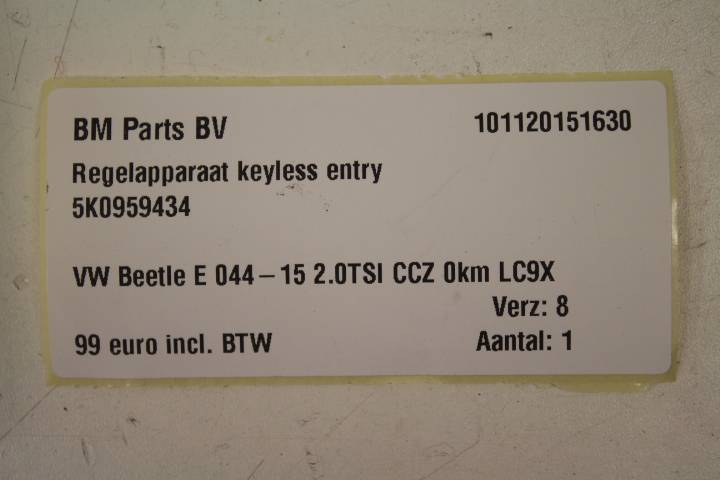 BM Parts BV 101120151630
Regelapparaat keyless entry
5K0959434
VW Beetle E 044-15 2.0TSI CCZ 0km LC9X
Verz: 8
99 euro incl. BTW Aantal: 1